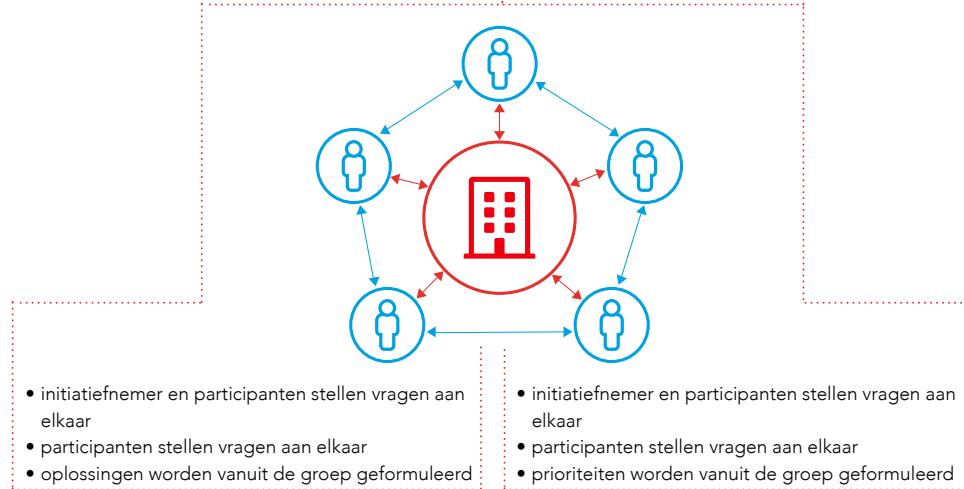 • initiatiefnemer en participanten stellen vragen aan
elkaar
• participanten stellen vragen aan elkaar
• oplossingen worden vanuit de groep geformuleerd
• initiatiefnemer en participanten stellen vragen aan
elkaar
• participanten stellen vragen aan elkaar
• prioriteiten worden vanuit de groep geformuleerd